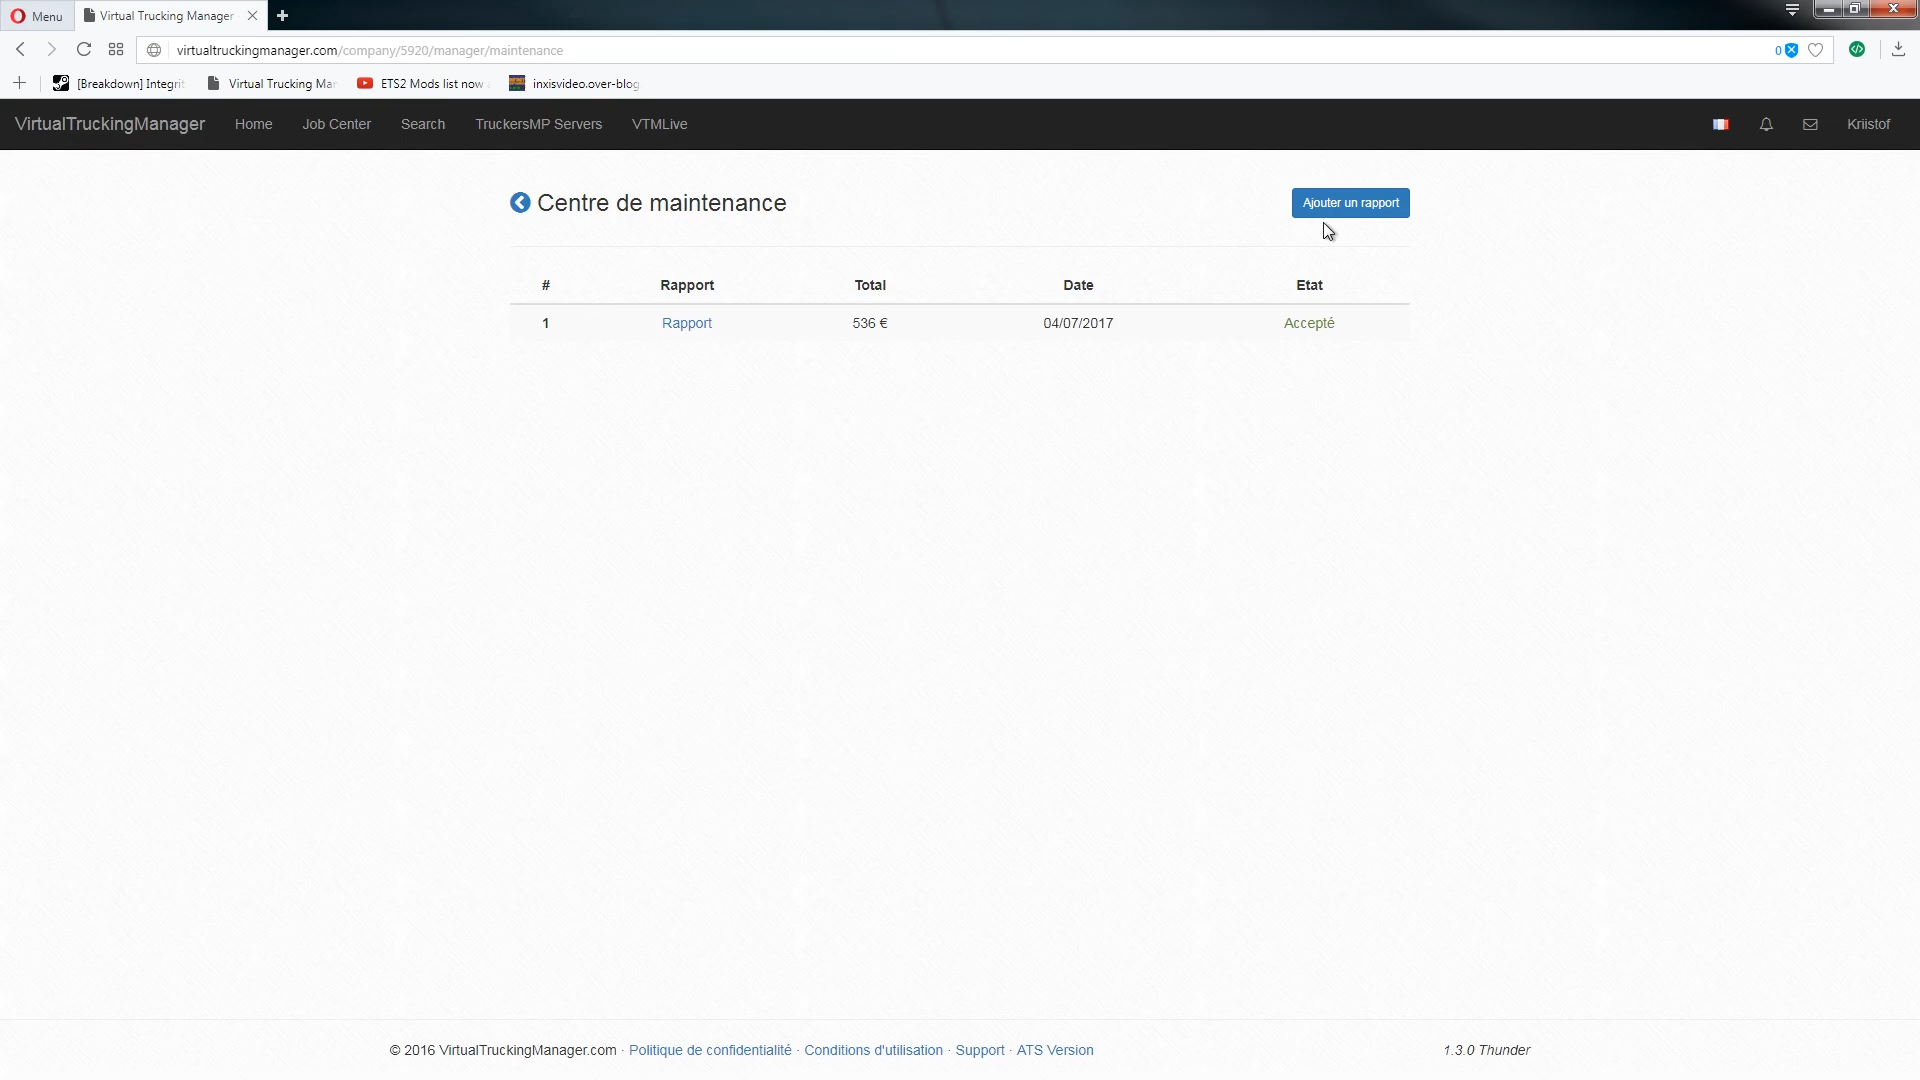 Menu
Virtual Trucking Manager
virtualtruckingmanager.com/company/5920/manager/maintenance
0
[Breakdown] Integrit
Virtual Trucking Ma
ETS2 Mods list now
inxisvideo.over-blog
VirtualTruckingManager Home Job Center Search TruckersMP Servers VTMLive Kriistof
Centre de maintenance
Ajouter un rapport
# Rapport Total Date Etat
1 Rapport 536 € 04/07/2017 Accepté
© 2016 VirtualTruckingManager.com · Politique de confidentialité · Conditions d'utilisation · Support · ATS Version
1.3.0 Thunder